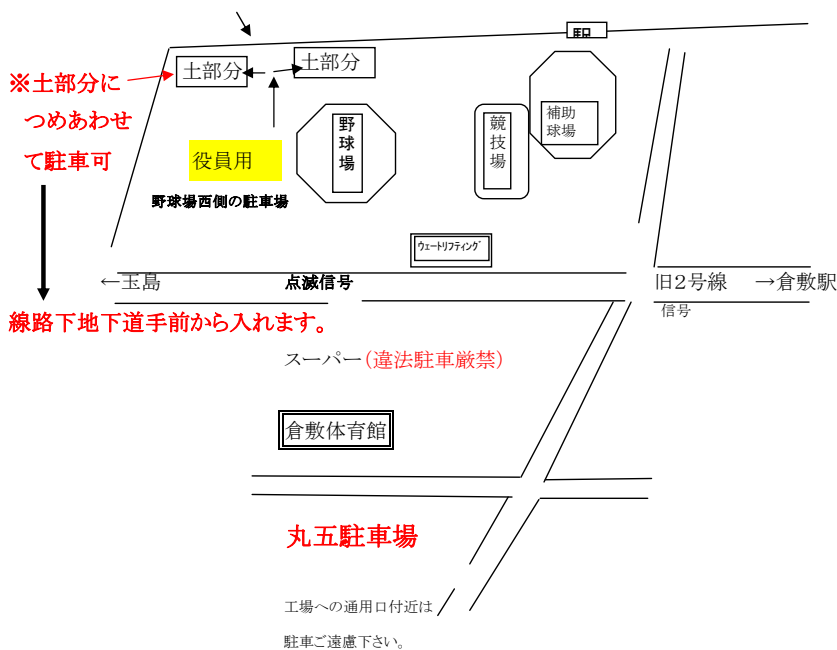 駅
土部分
土部分
※土部分に
つめあわせ
て駐車可
野球場
競技場
補助
球場
役員用
野球場西側の駐車場
ウェートリフティング
←玉島
点滅信号
旧2号線 →倉敷駅
信号
線路下地下道手前から入れます。
スーパー(違法駐車厳禁)
倉敷体育館
丸五駐車場
工場への通用口付近は
駐車ご遠慮下さい。